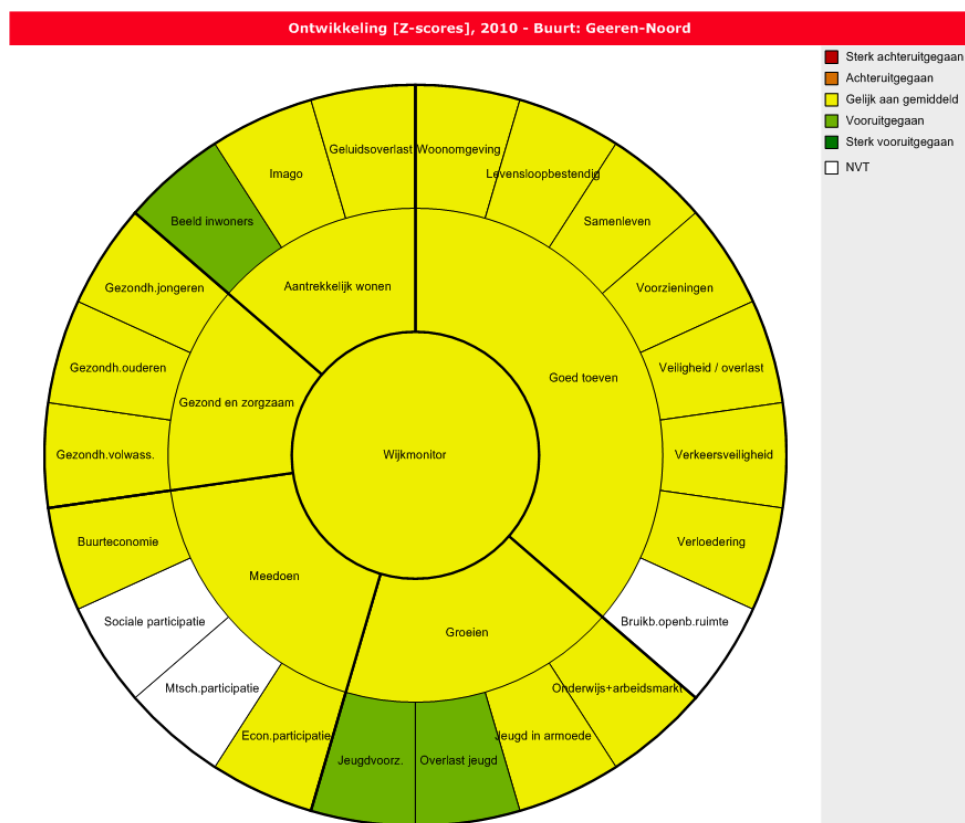 Ontwikkeling [Z-scores], 2010 - Buurt: Geeren-Noord
Sterk achteruitgegaan
Achteruitgegaan
Gelijk aan gemiddeld
Vooruitgegaan
Sterk vooruitgegaan
NVT
Geluidsoverlast
Woonomgeving
Imago
Levensloopbestendig
Beeld inwoners
Samenleven
Aantrekkelijk wonen
Gezondh.jongeren
Voorzieningen
Gezondh.ouderen
Veiligheid / overlast
Goed toeven
Gezond en zorgzaam
Gezondh.volwass.
Wijkmonitor
Verkeersveiligheid
Buurteconomie
Verloedering
Meedoen
Sociale participatie
Bruikb.openb.ruimte
Groeien
Mtsch.participatie
Onderwijs+arbeidsmarkt
Econ.participatie
Jeugd in armoede
Jeugdvoorz.
Overlast jeugd